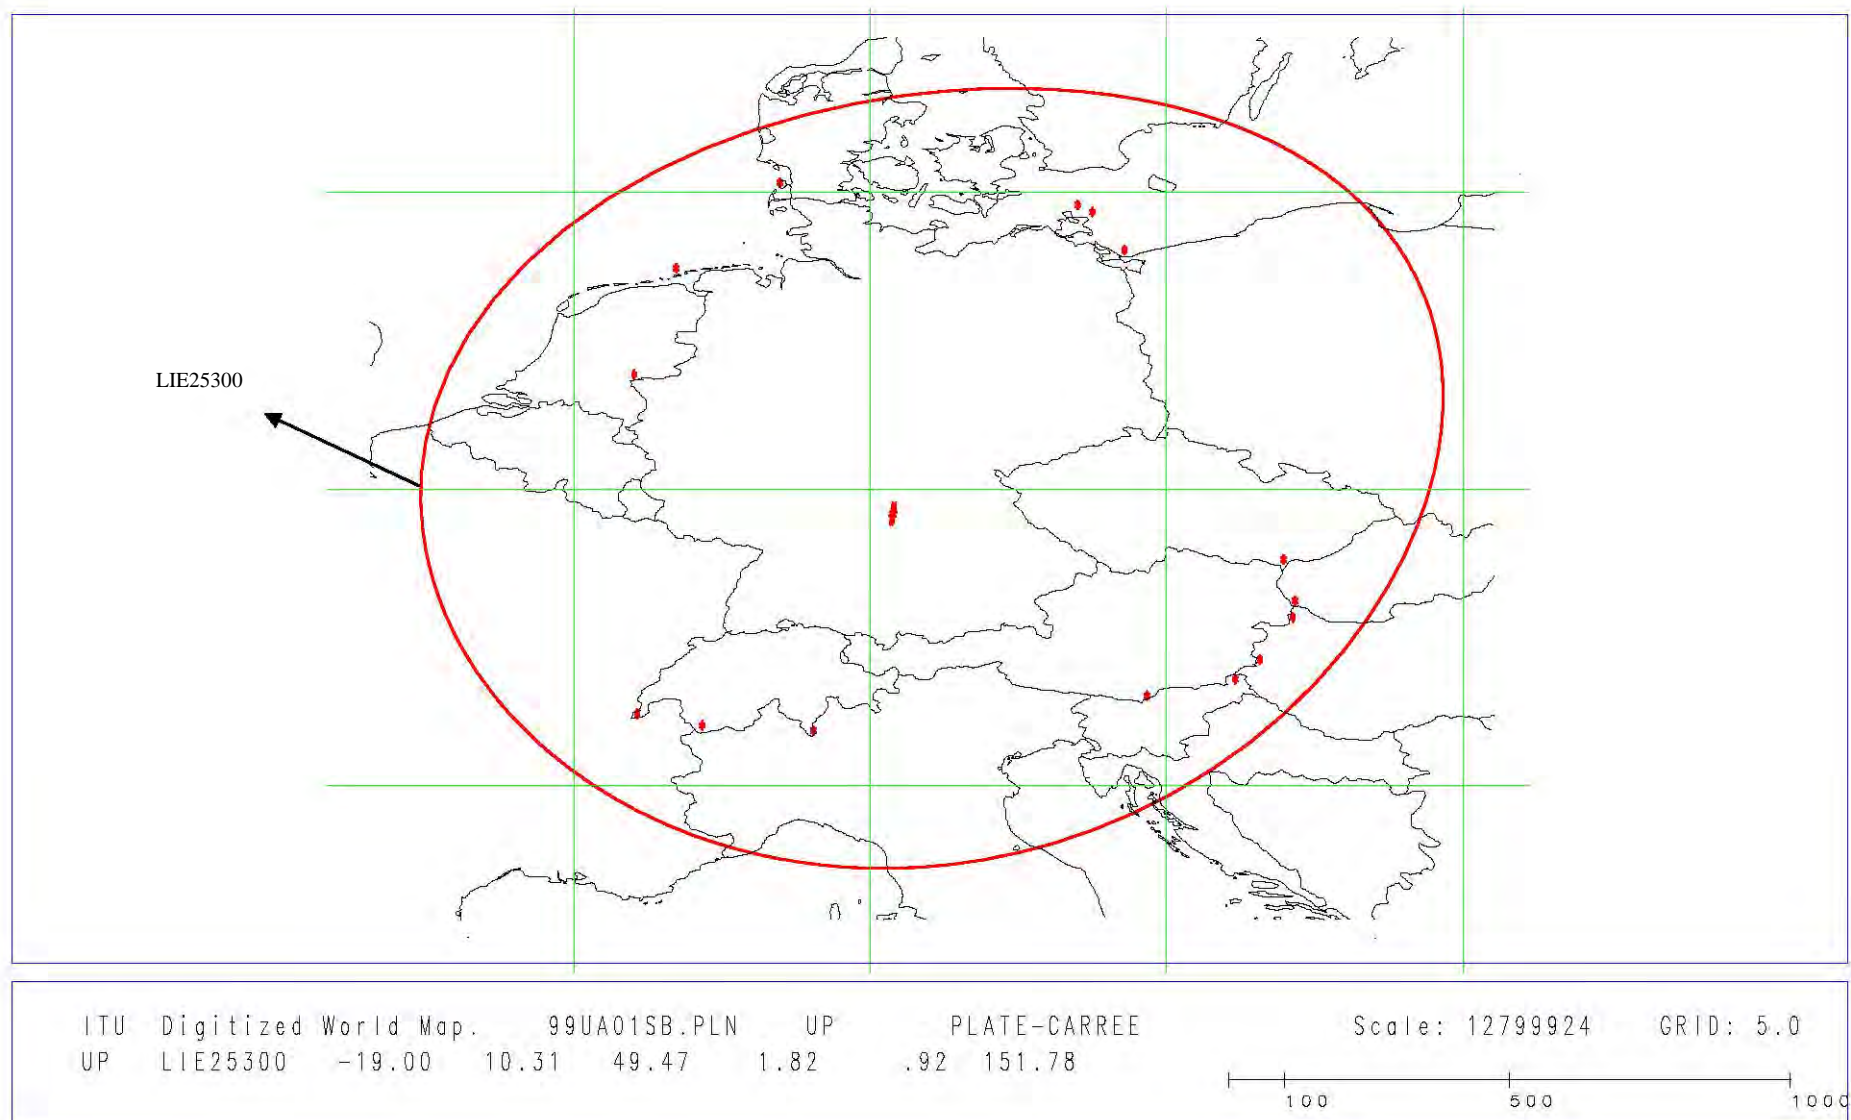 LIE25300
ITU Digitized World Map. 99UA01SB.PLN UP PLATE-CARREE Scale: 12799924 GRID: 5.0
UP LIE25300 -19.00 10.31 49.47 1.82 .92 151.78
100 500 1000